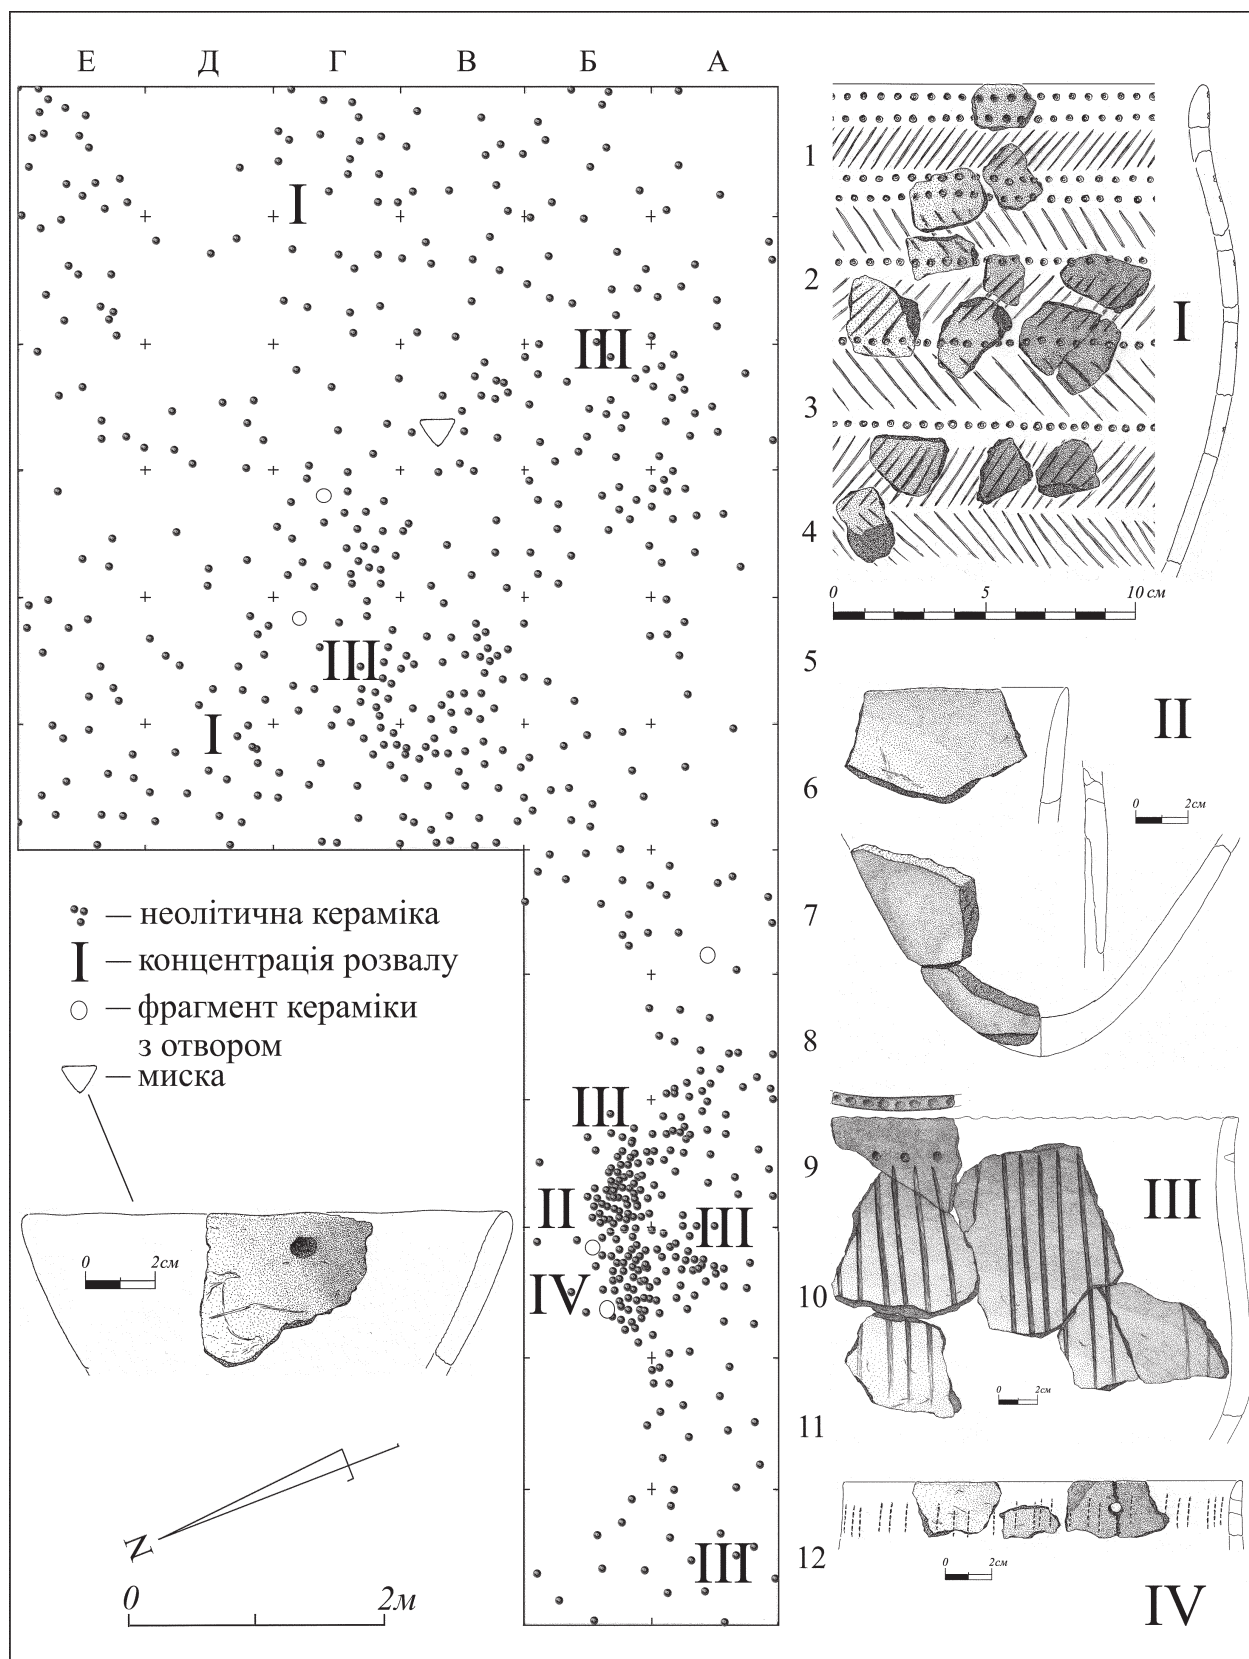 Е Д Г В Б А
I
III
III
I
III
II
III
IV
III
1
2
3
4
5
6
7
8
9
10
11
12
— неолітична кераміка
I — концентрація розвалу
— фрагмент кераміки
з отвором
— миска
0 2см
N
0 2м
I
0 5 10 см
II
0 2см
III
0 2см
0 2см
IV